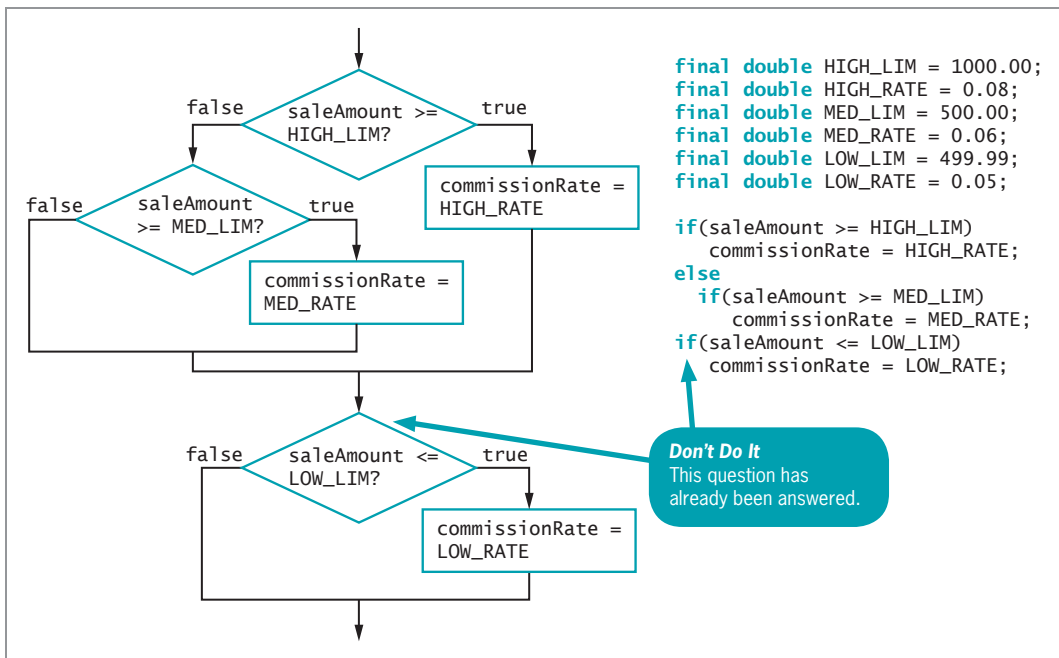 false
saleAmount >=
HIGH_LIM?
true
commissionRate =
HIGH_RATE
false
saleAmount
>= MED_LIM?
true
commissionRate =
MED_RATE
false
saleAmount <=
LOW_LIM?
true
commissionRate =
LOW_RATE
final double HIGH_LIM = 1000.00;
final double HIGH_RATE = 0.08;
final double MED_LIM = 500.00;
final double MED_RATE = 0.06;
final double LOW_LIM = 499.99;
final double LOW_RATE = 0.05;
if(saleAmount >= HIGH_LIM)
commissionRate = HIGH_RATE;
else
if(saleAmount >= MED_LIM)
commissionRate = MED_RATE;
if(saleAmount <= LOW_LIM)
commissionRate = LOW_RATE;
Don't Do It
This question has
already been answered.